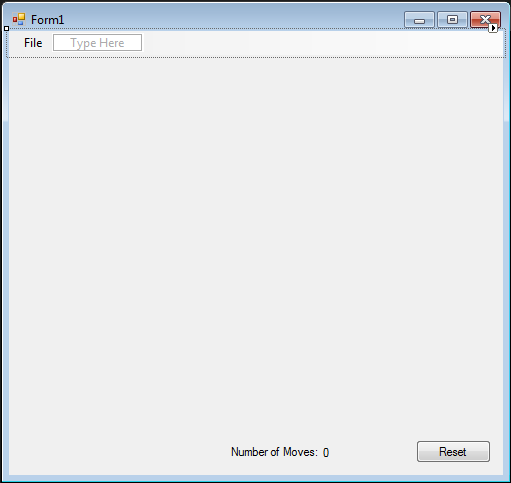 Form1
File Type Here
Number of Moves: 0 Reset